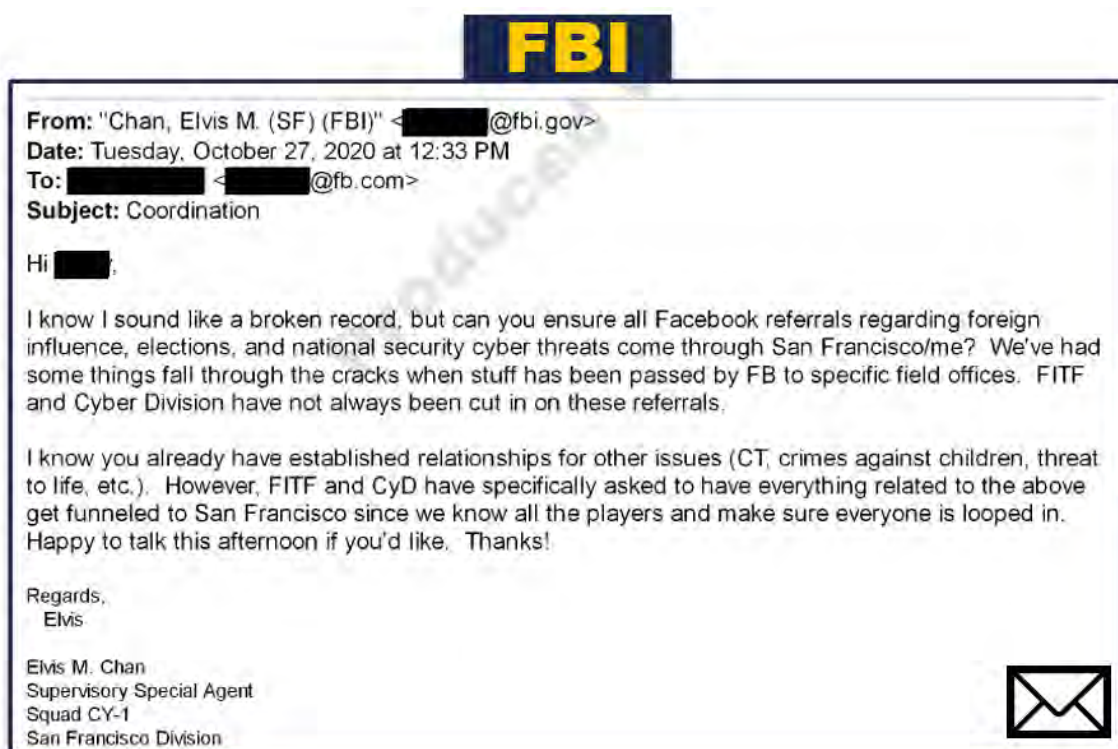 FBI
From: "Chan, Elvis M. (SF) (FBI)" < @fbi.gov>
Date: Tuesday, October 27, 2020 at 12:33 PM
To: < @fb.com>
Subject: Coordination
Hi ,
I know I sound like a broken record, but can you ensure all Facebook referrals regarding foreign
influence, elections, and national security cyber threats come through San Francisco/me? We've had
some things fall through the cracks when stuff has been passed by FB to specific field offices. FITF
and Cyber Division have not always been cut in on these referrals.
I know you already have established relationships for other issues (CT, crimes against children, threat
to life, etc.). However, FITF and CyD have specifically asked to have everything related to the above
get funneled to San Francisco since we know all the players and make sure everyone is looped in.
Happy to talk this afternoon if you'd like. Thanks!
Regards,
Elvis
Elvis M. Chan
Supervisory Special Agent
Squad CY-1
San Francisco Division
Produced